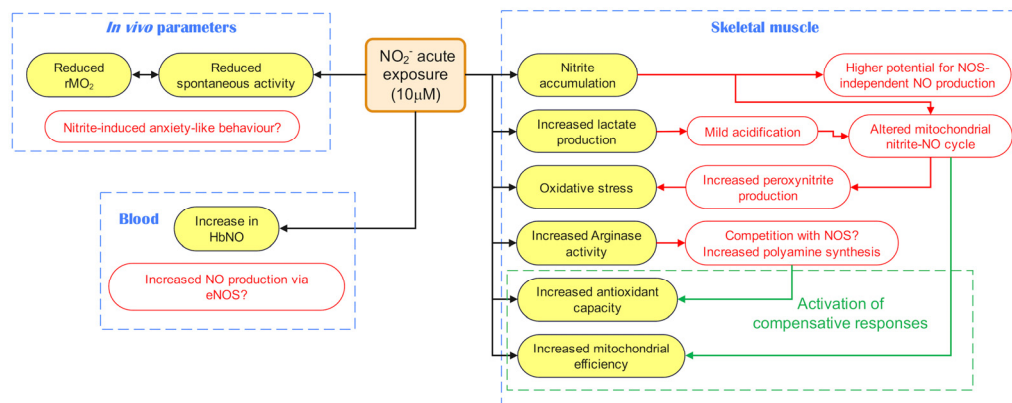 In vivo parameters
Reduced
rMO2
Reduced
spontaneous activity
Nitrite-induced anxiety-like behaviour?
NO2- acute
exposure
(10µM)
Blood
Increase in
HbNO
Increased NO production via
eNOS?
Skeletal muscle
Nitrite
accumulation
Higher potential for NOS-
independent NO production
Increased lactate
production
Mild acidification
Altered mitochondrial
nitrite-NO cycle
Oxidative stress
Increased peroxynitrite
production
Increased Arginase
activity
Competition with NOS?
Increased polyamine synthesis
Increased antioxidant
capacity
Activation of
compensative responses
Increased mitochondrial
efficiency